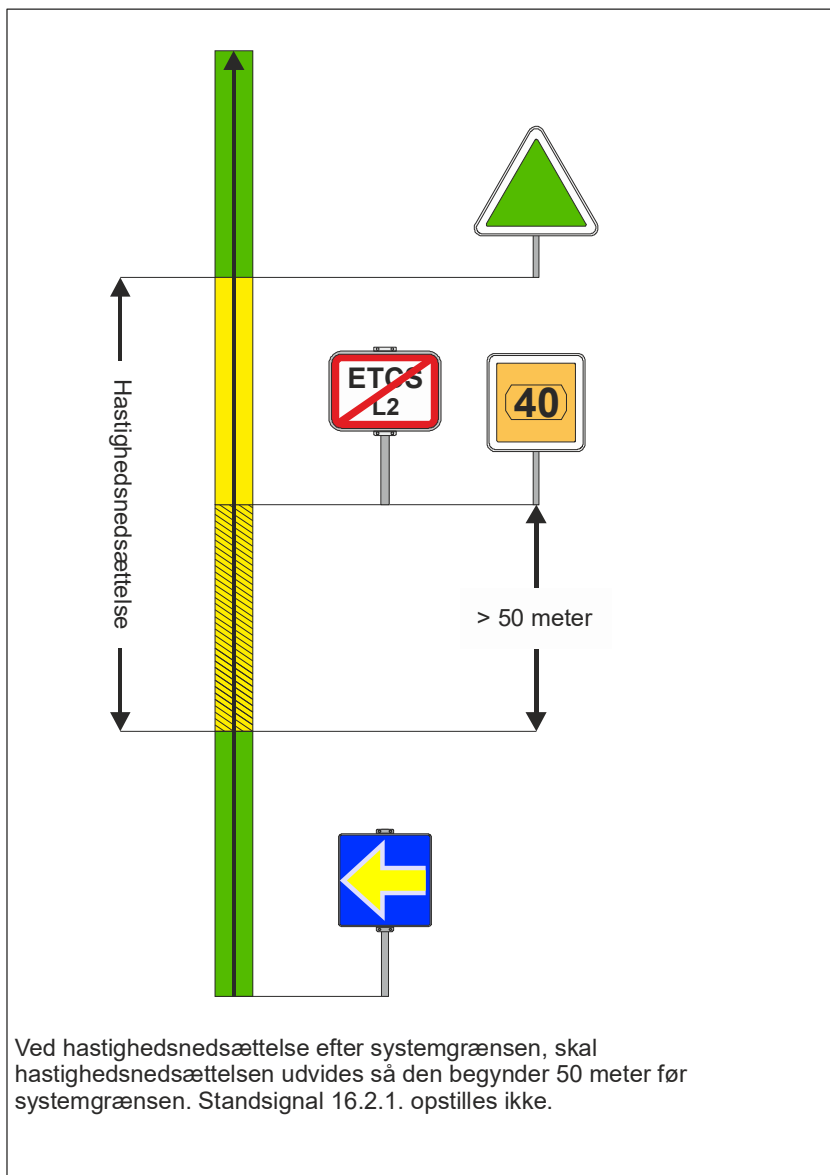 ETCS
L2
40
Hastighedsnedsættelse
> 50 meter
Ved hastighedsnedsættelse efter systemgrænsen, skal
hastighedsnedsættelsen udvides så den begynder 50 meter før
systemgrænsen. Standsignal 16.2.1. opstilles ikke.